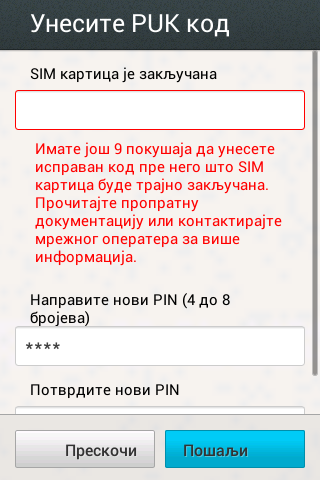 Унесите PUK код
SIM картица је закључана
Имате још 9 покушаја да унесете
исправан код пре него што SIM
картица буде трајно закључана.
Прочитајте пропратну
документацију или контактирајте
мрежног оператера за више
информација.
Направите нови PIN (4 до 8
бројева)
****
Потврдите нови PIN
Прескочи
Пошаљи